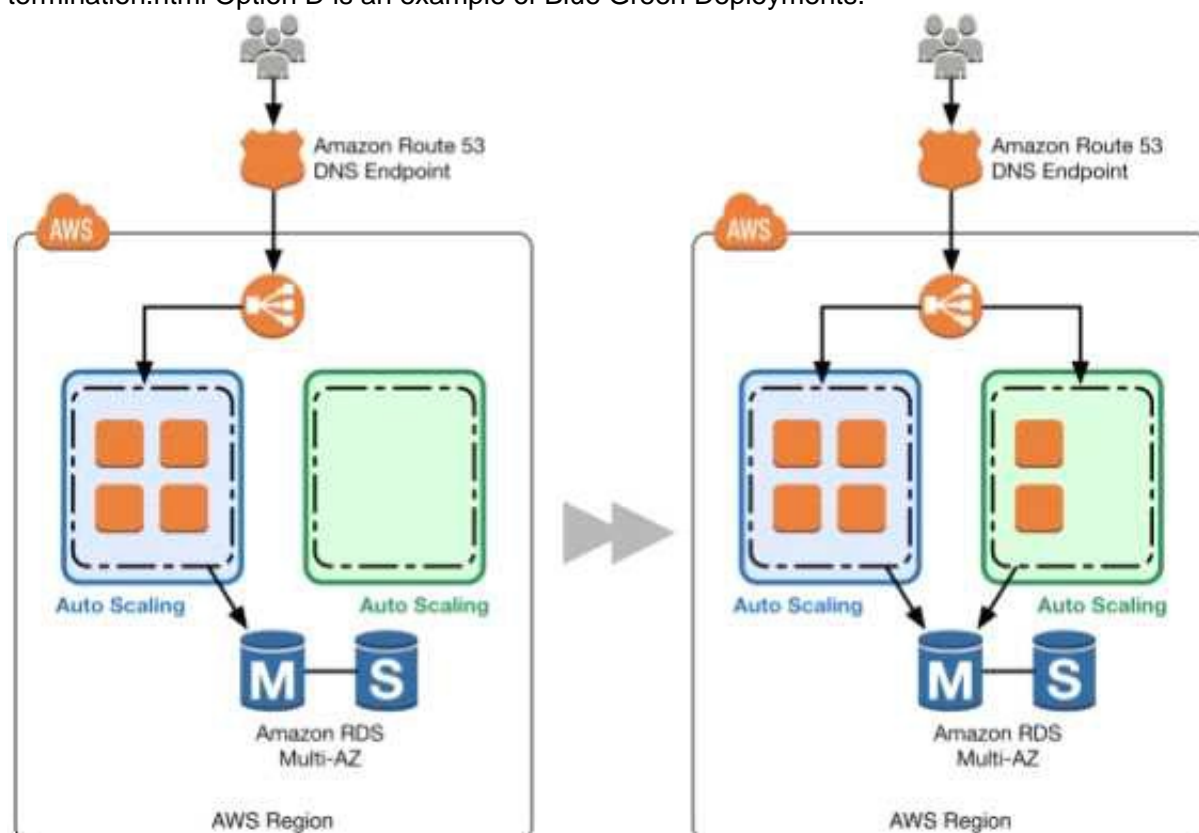 termination.html Option D is an example of Blue Green Deployments.
Amazon Route 53
DNS Endpoint
AWS
Auto Scaling
Auto Scaling
M
S
Amazon RDS
Multi-AZ
AWS Region
Amazon Route 53
DNS Endpoint
AWS
Auto Scaling
Auto Scaling
M
S
Amazon RDS
Multi-AZ
AWS Region